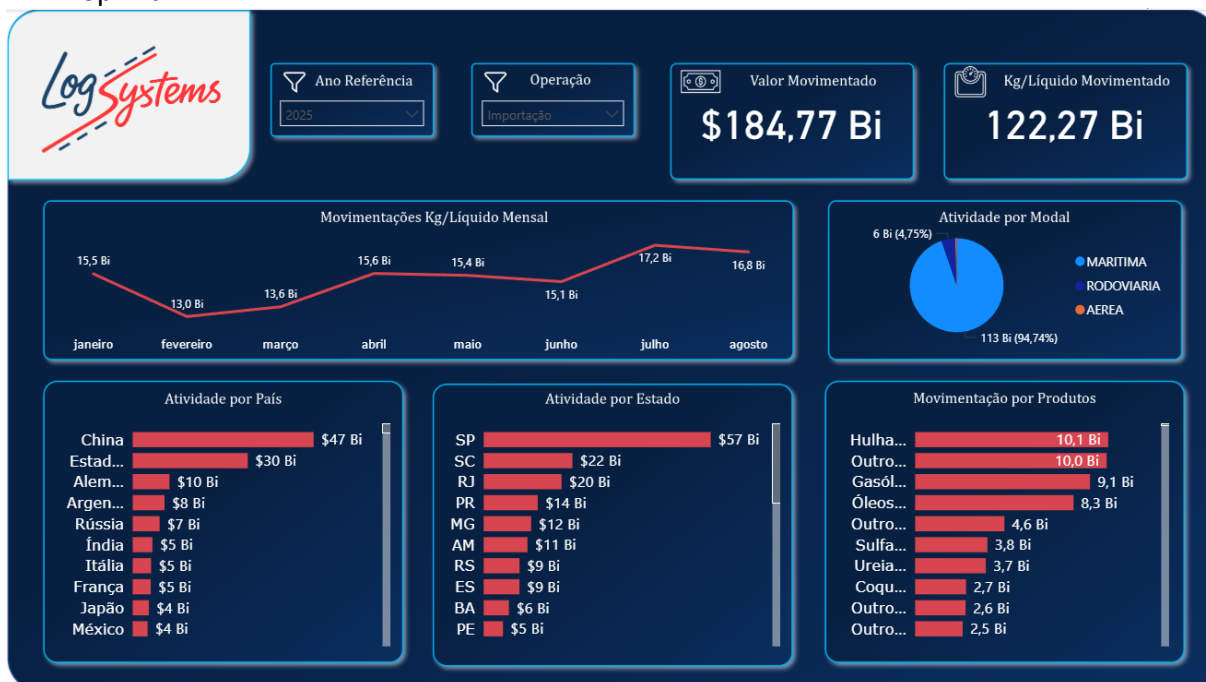 Log Systems
Ano Referência
2025
Operação
Importação
Valor Movimentado
$184,77 Bi
Kg/Líquido Movimentado
122,27 Bi
Movimentações Kg/Líquido Mensal
15,5 Bi
13,0 Bi
13,6 Bi
15,6 Bi
15,4 Bi
15,1 Bi
17,2 Bi
16,8 Bi
janeiro fevereiro março abril maio junho julho agosto
Atividade por Modal
6 Bi (4,75%)
113 Bi (94,74%)
MARITIMA
RODOVIARIA
AEREA
Atividade por País
China $47 Bi
Estad... $30 Bi
Alem... $10 Bi
Argen... $8 Bi
Rússia $7 Bi
Índia $5 Bi
Itália $5 Bi
França $5 Bi
Japão $4 Bi
México $4 Bi
Atividade por Estado
SP $57 Bi
SC $22 Bi
RJ $20 Bi
PR $14 Bi
MG $12 Bi
AM $11 Bi
RS $9 Bi
ES $9 Bi
BA $6 Bi
PE $5 Bi
Movimentação por Produtos
Hulha... 10,1 Bi
Outro... 10,0 Bi
Gasól... 9,1 Bi
Óleos... 8,3 Bi
Outro... 4,6 Bi
Sulfa... 3,8 Bi
Ureia... 3,7 Bi
Coqu... 2,7 Bi
Outro... 2,6 Bi
Outro... 2,5 Bi